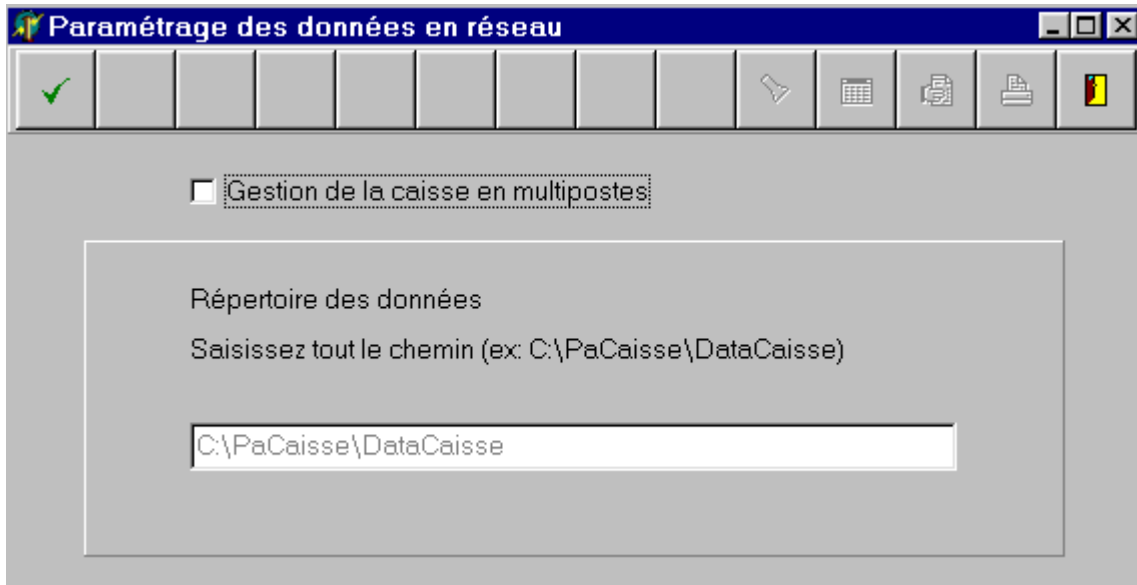 Paramétrage des données en réseau
Gestion de la caisse en multipostes
Répertoire des données
Saisissez tout le chemin (ex: C:\PaCaisse\DataCaisse)
C:\PaCaisse\DataCaisse